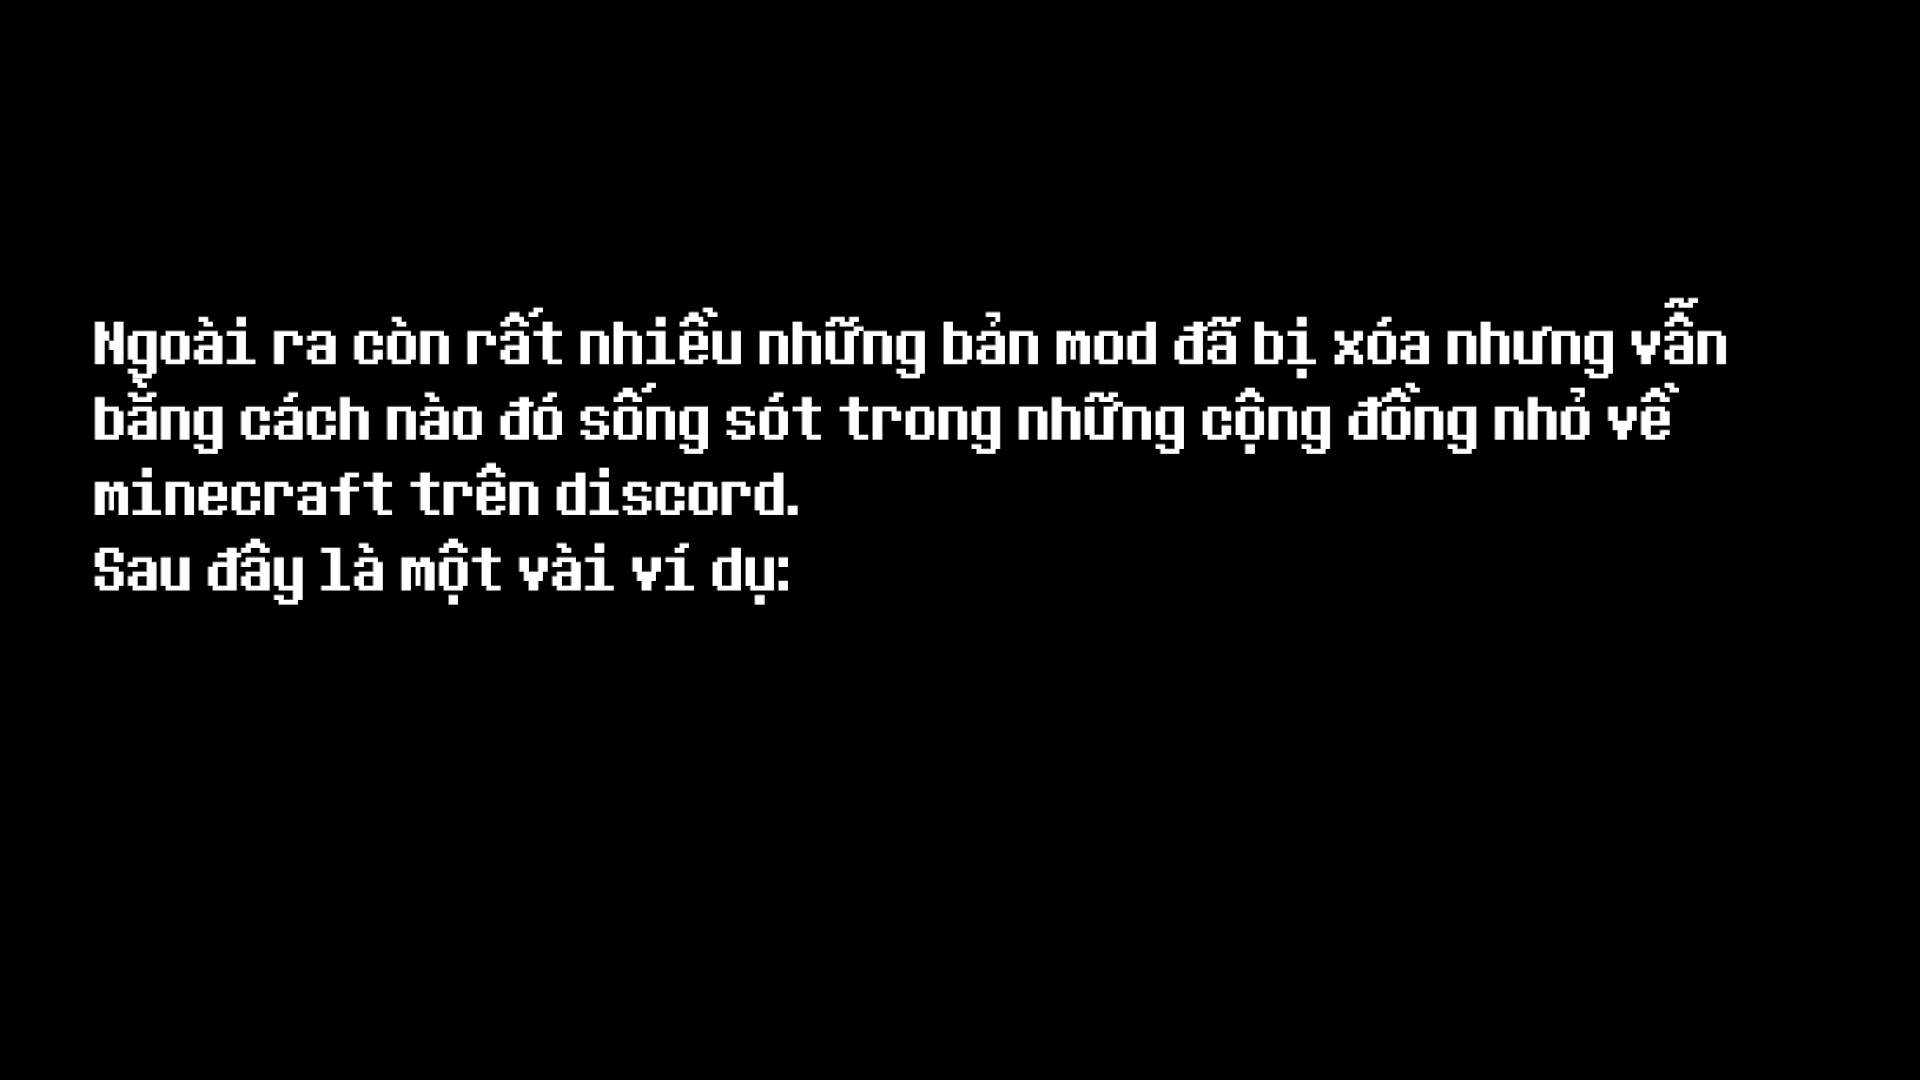 Ngoài ra còn rất nhiều những bản mod đã bị xóa nhưng vẫn
bằng cách nào đó sống sót trong những cộng đồng nhỏ về
minecraft trên discord.
Sau đây là một vài ví dụ: